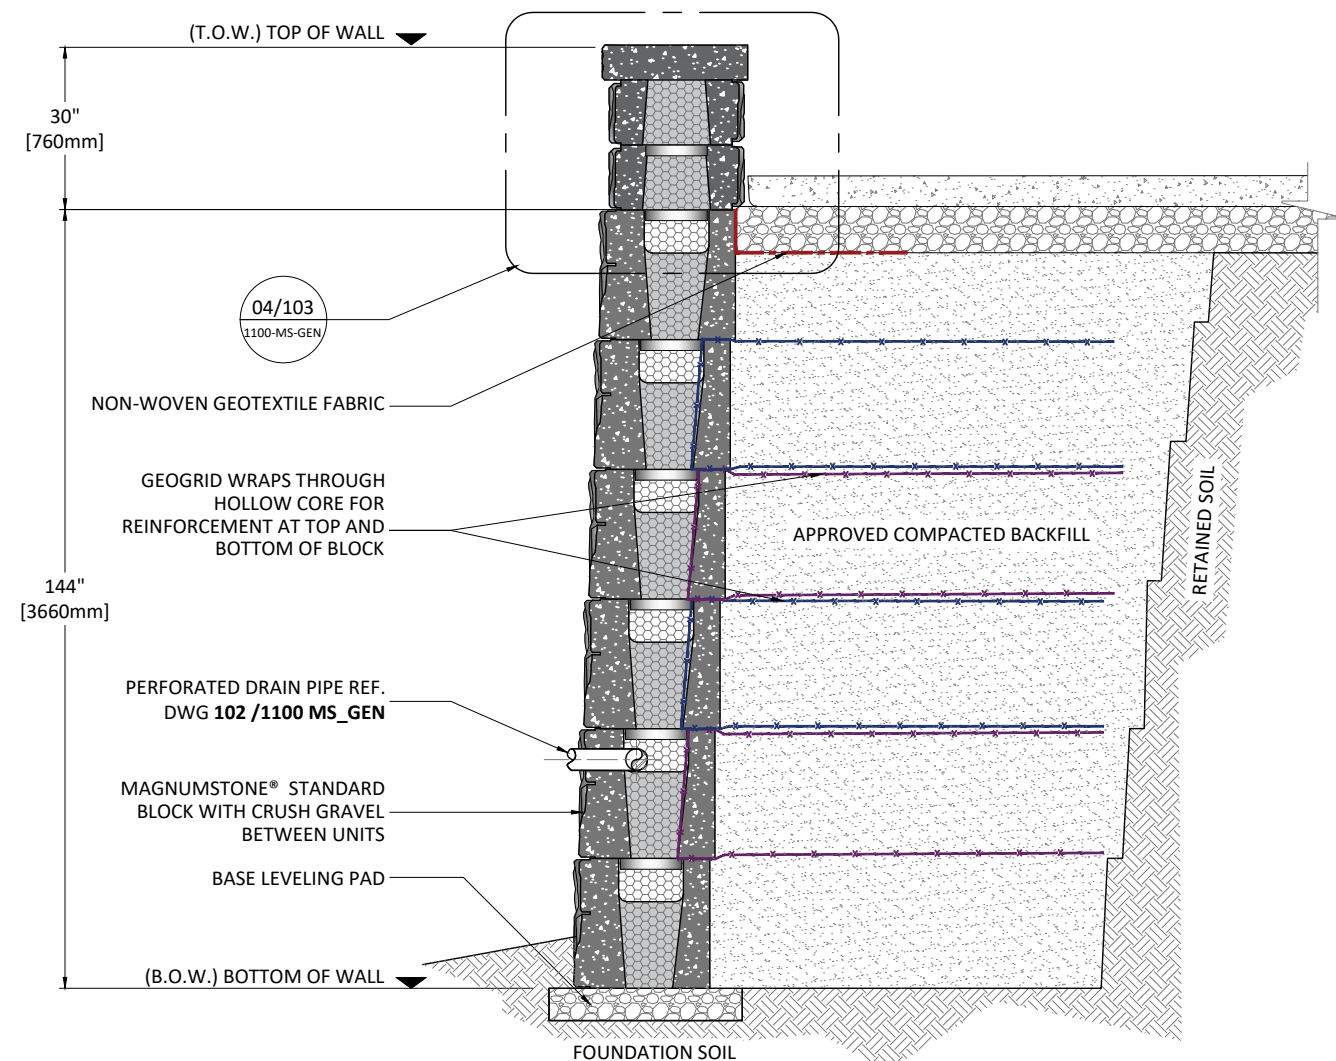 (T.O.W.) TOP OF WALL
30"
[760mm]
04/103
1100-MS-GEN
NON-WOVEN GEOTEXTILE FABRIC
GEOGRID WRAPS THROUGH
HOLLOW CORE FOR
REINFORCEMENT AT TOP AND
BOTTOM OF BLOCK
APPROVED COMPACTED BACKFILL
RETAINED SOIL
144"
[3660mm]
PERFORATED DRAIN PIPE REF.
DWG 102 /1100 MS_GEN
MAGNUMSTONE® STANDARD
BLOCK WITH CRUSH GRAVEL
BETWEEN UNITS
BASE LEVELING PAD
(B.O.W.) BOTTOM OF WALL
FOUNDATION SOIL